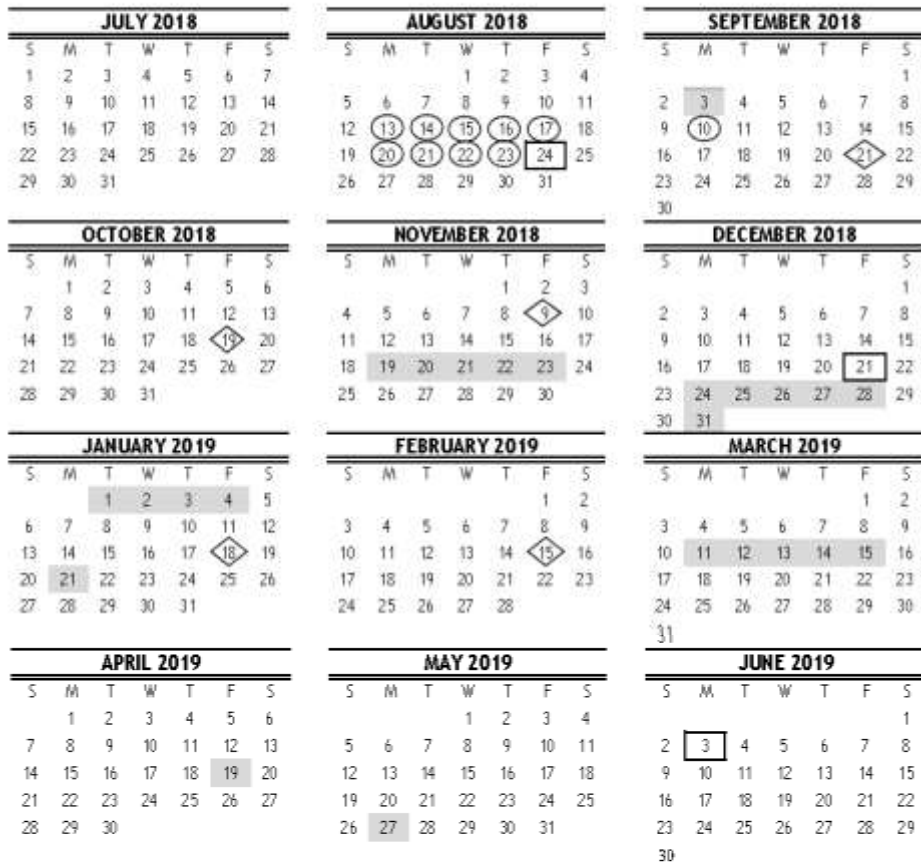 JULY 2018
S M T W T F S
1 2 3 4 5 6 7
8 9 10 11 12 13 14
15 16 17 18 19 20 21
22 23 24 25 26 27 28
29 30 31
AUGUST 2018
S M T W T F S
1 2 3 4
5 6 7 8 9 10 11
12 13 14 15 16 17 18
19 20 21 22 23 24 25
26 27 28 29 30 31
SEPTEMBER 2018
S M T W T F S
1
2 3 4 5 6 7 8
9 10 11 12 13 14 15
16 17 18 19 20 21 22
23 24 25 26 27 28 29
30
OCTOBER 2018
S M T W T F S
1 2 3 4 5 6
7 8 9 10 11 12 13
14 15 16 17 18 19 20
21 22 23 24 25 26 27
28 29 30 31
NOVEMBER 2018
S M T W T F S
1 2 3
4 5 6 7 8 9 10
11 12 13 14 15 16 17
18 19 20 21 22 23 24
25 26 27 28 29 30
DECEMBER 2018
S M T W T F S
1
2 3 4 5 6 7 8
9 10 11 12 13 14 15
16 17 18 19 20 21 22
23 24 25 26 27 28 29
30 31
JANUARY 2019
S M T W T F S
1 2 3 4 5
6 7 8 9 10 11 12
13 14 15 16 17 18 19
20 21 22 23 24 25 26
27 28 29 30 31
FEBRUARY 2019
S M T W T F S
1 2
3 4 5 6 7 8 9
10 11 12 13 14 15 16
17 18 19 20 21 22 23
24 25 26 27 28
MARCH 2019
S M T W T F S
1 2
3 4 5 6 7 8 9
10 11 12 13 14 15 16
17 18 19 20 21 22 23
24 25 26 27 28 29 30
31
APRIL 2019
S M T W T F S
1 2 3 4 5 6
7 8 9 10 11 12 13
14 15 16 17 18 19 20
21 22 23 24 25 26 27
28 29 30
MAY 2019
S M T W T F S
1 2 3 4
5 6 7 8 9 10 11
12 13 14 15 16 17 18
19 20 21 22 23 24 25
26 27 28 29 30 31
JUNE 2019
S M T W T F S
1
2 3 4 5 6 7 8
9 10 11 12 13 14 15
16 17 18 19 20 21 22
23 24 25 26 27 28 29
30